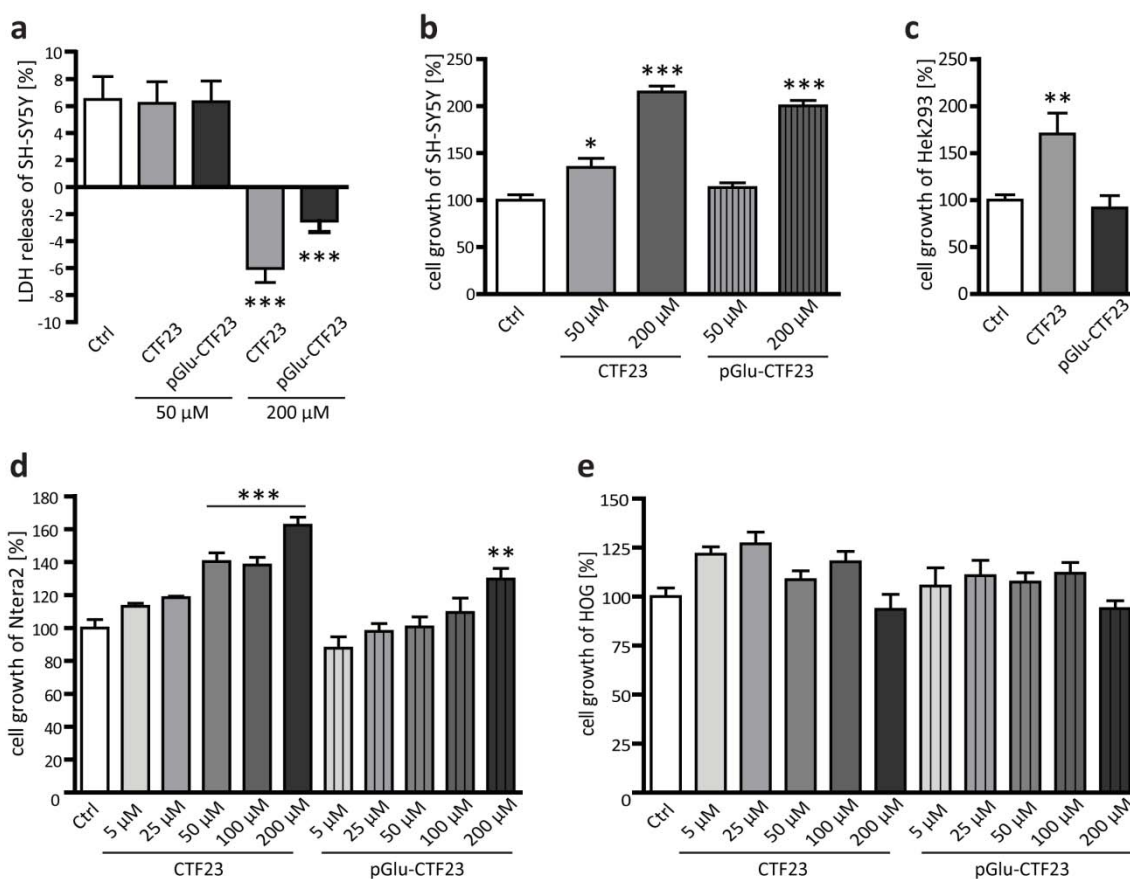 a
LDH release of SH-SY5Y [%]
10
8
6
4
2
0
-2
-4
-6
-8
-10
***
***
Ctrl
CTF23
pGlu-CTF23
CTF23
pGlu-CTF23
50 µM
200 µM
b
cell growth of SH-SY5Y [%]
250
200
150
100
50
0
*
***
***
Ctrl
50 µM
200 µM
50 µM
200 µM
CTF23
pGlu-CTF23
c
cell growth of Hek293 [%]
250
200
150
100
50
0
**
Ctrl
CTF23
pGlu-CTF23
d
cell growth of Ntera2 [%]
180
160
140
120
100
80
60
40
20
0
***
**
Ctrl
5 µM
25 µM
50 µM
100 µM
200 µM
5 µM
25 µM
50 µM
100 µM
200 µM
CTF23
pGlu-CTF23
e
cell growth of HOG [%]
150
125
100
75
50
25
0
Ctrl
5 µM
25 µM
50 µM
100 µM
200 µM
5 µM
25 µM
50 µM
100 µM
200 µM
CTF23
pGlu-CTF23